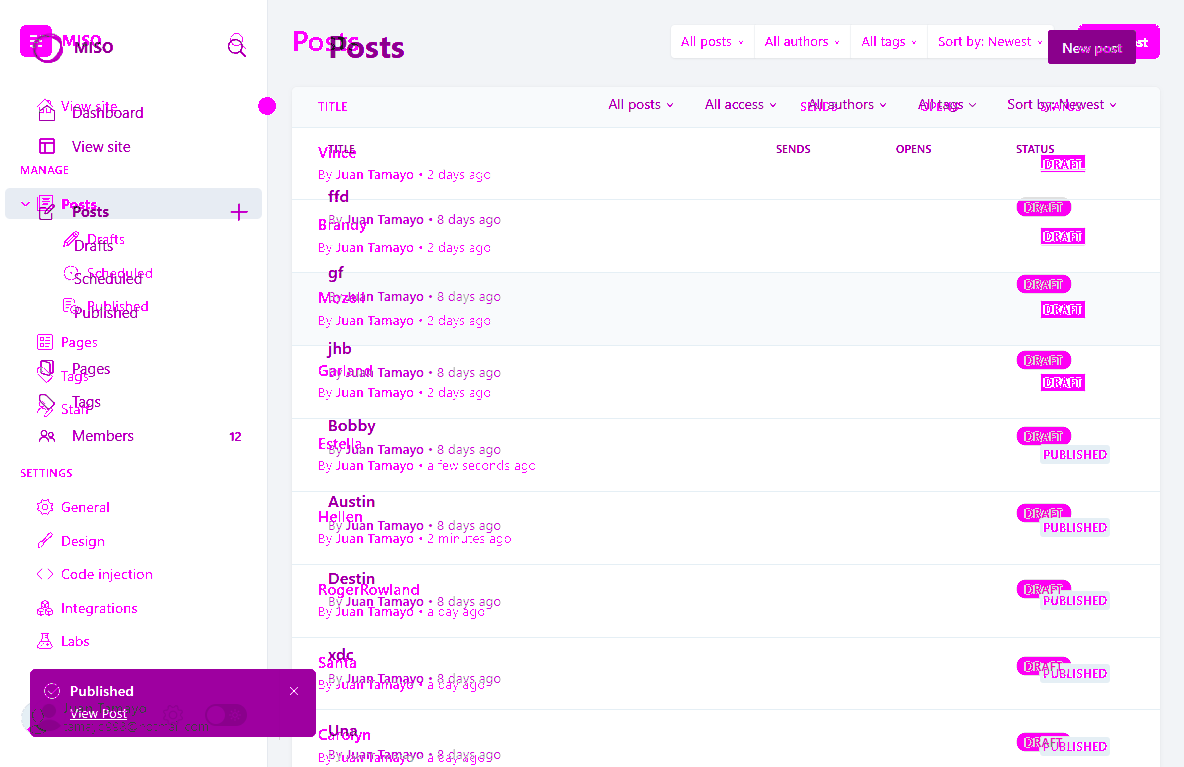 MISO
MISO
View site
Dashboard
View site
MANAGE
Posts
Posts
Drafts
Drafts
Scheduled
Scheduled
Published
Published
Pages
Pages
Tags
Tags
Staff
Members 12
SETTINGS
General
Design
Code injection
Integrations
Labs
Published
View Post
Posts
Posts
All posts All authors All tags Sort by: Newest
New post
All posts All access All authors All tags Sort by: Newest
TITLE SENDS OPENS STATUS
TITLE SENDS OPENS STATUS
Vince
By Juan Tamayo • 2 days ago DRAFT
ffd
By Juan Tamayo • 8 days ago DRAFT
Brandy
By Juan Tamayo • 2 days ago DRAFT
gf
By Juan Tamayo • 8 days ago DRAFT
Mozell
By Juan Tamayo • 2 days ago DRAFT
jhb
By Juan Tamayo • 8 days ago DRAFT
Garland
By Juan Tamayo • 2 days ago DRAFT
Bobby
By Juan Tamayo • 8 days ago DRAFT
Estella
By Juan Tamayo • a few seconds ago PUBLISHED
Austin
By Juan Tamayo • 8 days ago DRAFT
Hellen
By Juan Tamayo • 2 minutes ago PUBLISHED
Destin
By Juan Tamayo • 8 days ago DRAFT
RogerRowland
By Juan Tamayo • a day ago PUBLISHED
xdc
By Juan Tamayo • 8 days ago DRAFT
Santa
By Juan Tamayo • a day ago PUBLISHED
Una
By Juan Tamayo • 8 days ago DRAFT
Carolyn
By Juan Tamayo • a day ago PUBLISHED